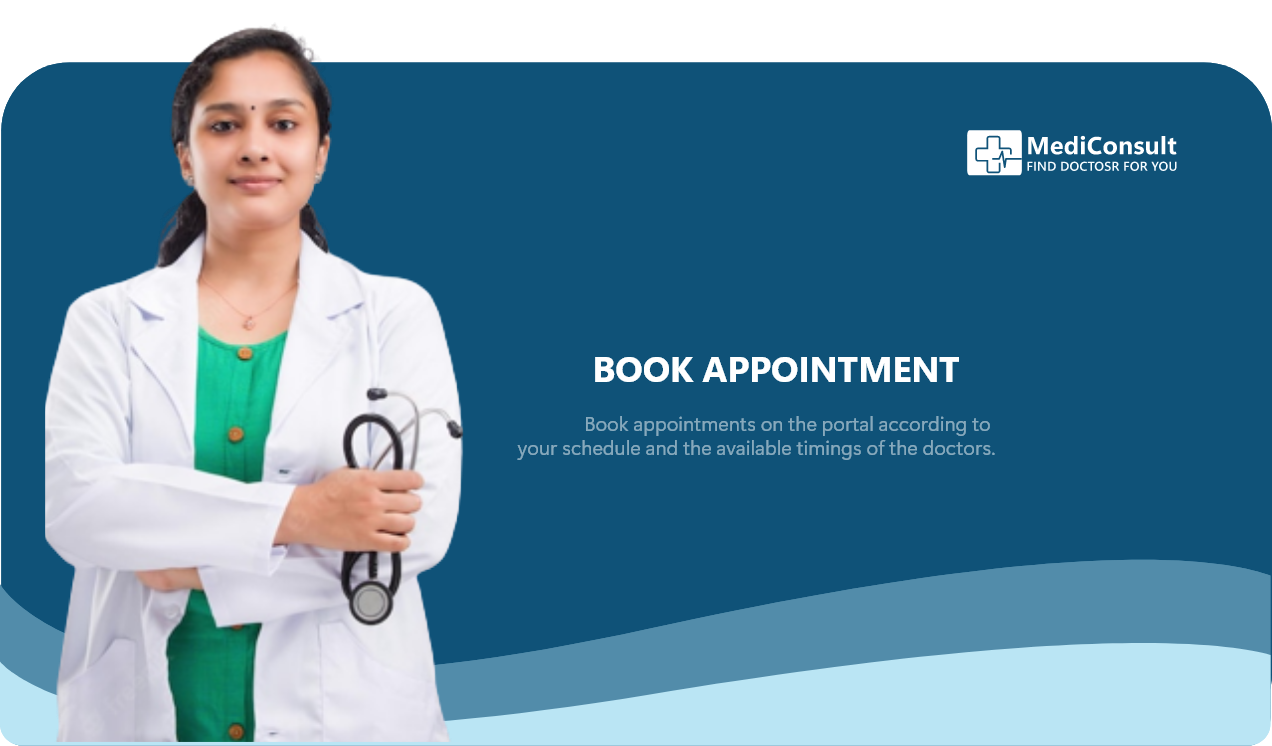 MediConsult
FIND DOCTOSR FOR YOU
BOOK APPOINTMENT
Book appointments on the portal according to
your schedule and the available timings of the doctors.